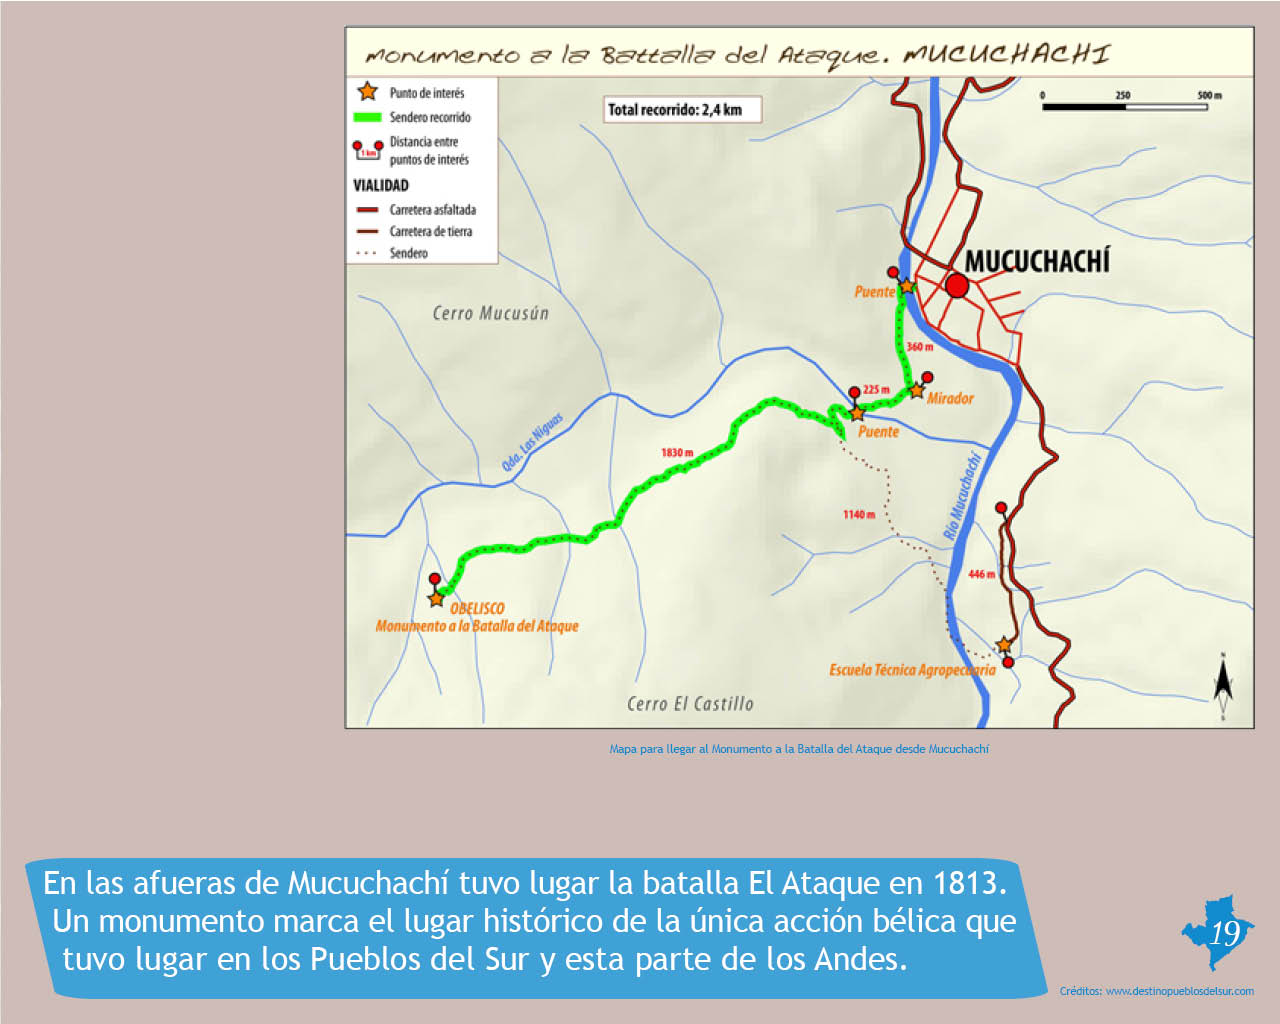 Monumento a la Battalla del Ataque. MUCUCHACHI
Punto de interés
Sendero recorrido
1 km
Distancia entre
puntos de interés
VIALIDAD
Carretera asfaltada
Carretera de tierra
Sendero
Total recorrido: 2,4 km
0 250 500 m
MUCUCHACHÍ
Puente
Cerro Mucusún
360 m
225 m
Mirador
Puente
Qda. Las Niguas
1830 m
Río Mucuchachí
1140 m
446 m
OBELISCO
Monumento a la Batalla del Ataque
Escuela Técnica Agropecuaria
Cerro El Castillo
N
S
Mapa para llegar al Monumento a la Batalla del Ataque desde Mucuchachí
En las afueras de Mucuchachí tuvo lugar la batalla El Ataque en 1813.
Un monumento marca el lugar histórico de la única acción bélica que
tuvo lugar en los Pueblos del Sur y esta parte de los Andes.
19
Créditos: www.destinopueblosdelsur.com